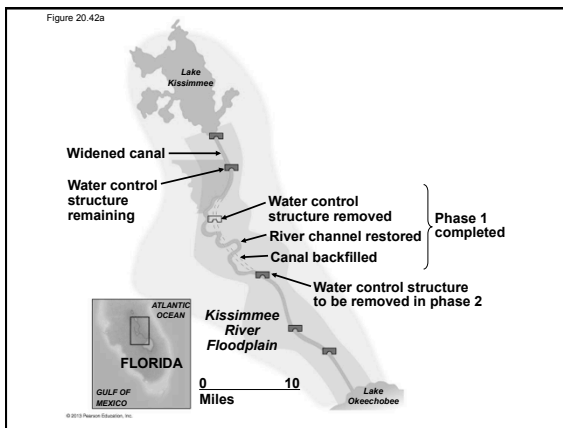 Figure 20.42a
Lake
Kissimmee
Widened canal
Water control
structure
remaining
Water control
structure removed
River channel restored
Canal backfilled
Phase 1
completed
Water control structure
to be removed in phase 2
Kissimmee
River
Floodplain
ATLANTIC
OCEAN
FLORIDA
GULF OF
MEXICO
0 10
Miles
Lake
Okeechobee
© 2013 Pearson Education, Inc.